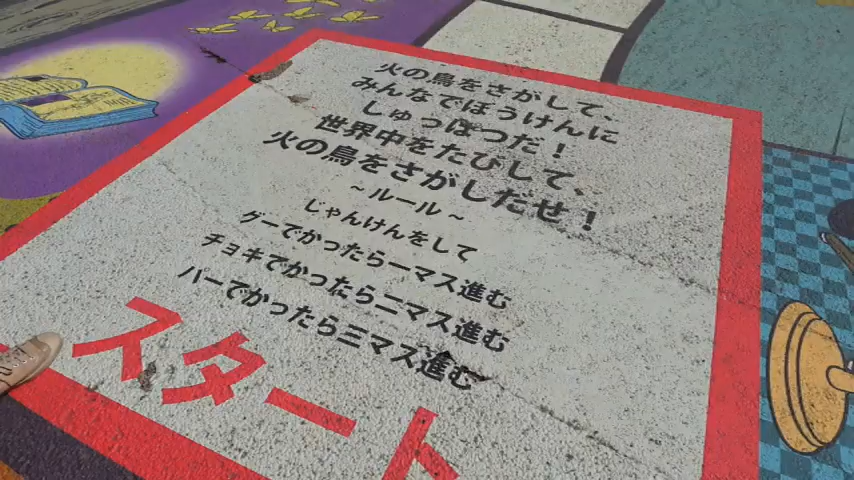 火の鳥をさがして、
みんなでぼうけんに
しゅっぱつだ！
世界中をたびして、
火の鳥をさがしだせ！
～ルール～
じゃんけんをして
グーでかったら一マス進む
チョキでかったら二マス進む
パーでかったら三マス進む
スタート